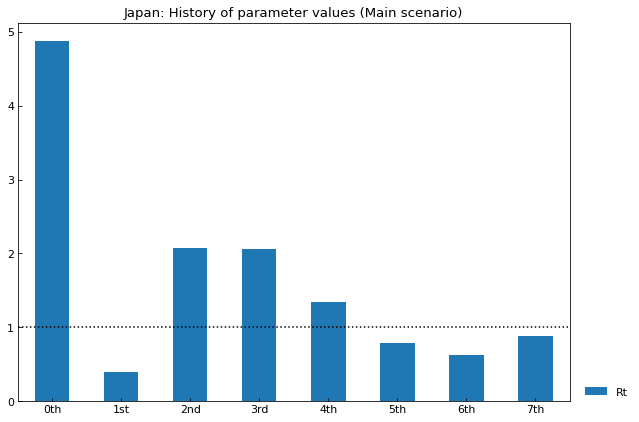 Japan: History of parameter values (Main scenario)
5
4
3
2
1
0
0th 1st 2nd 3rd 4th 5th 6th 7th
Rt